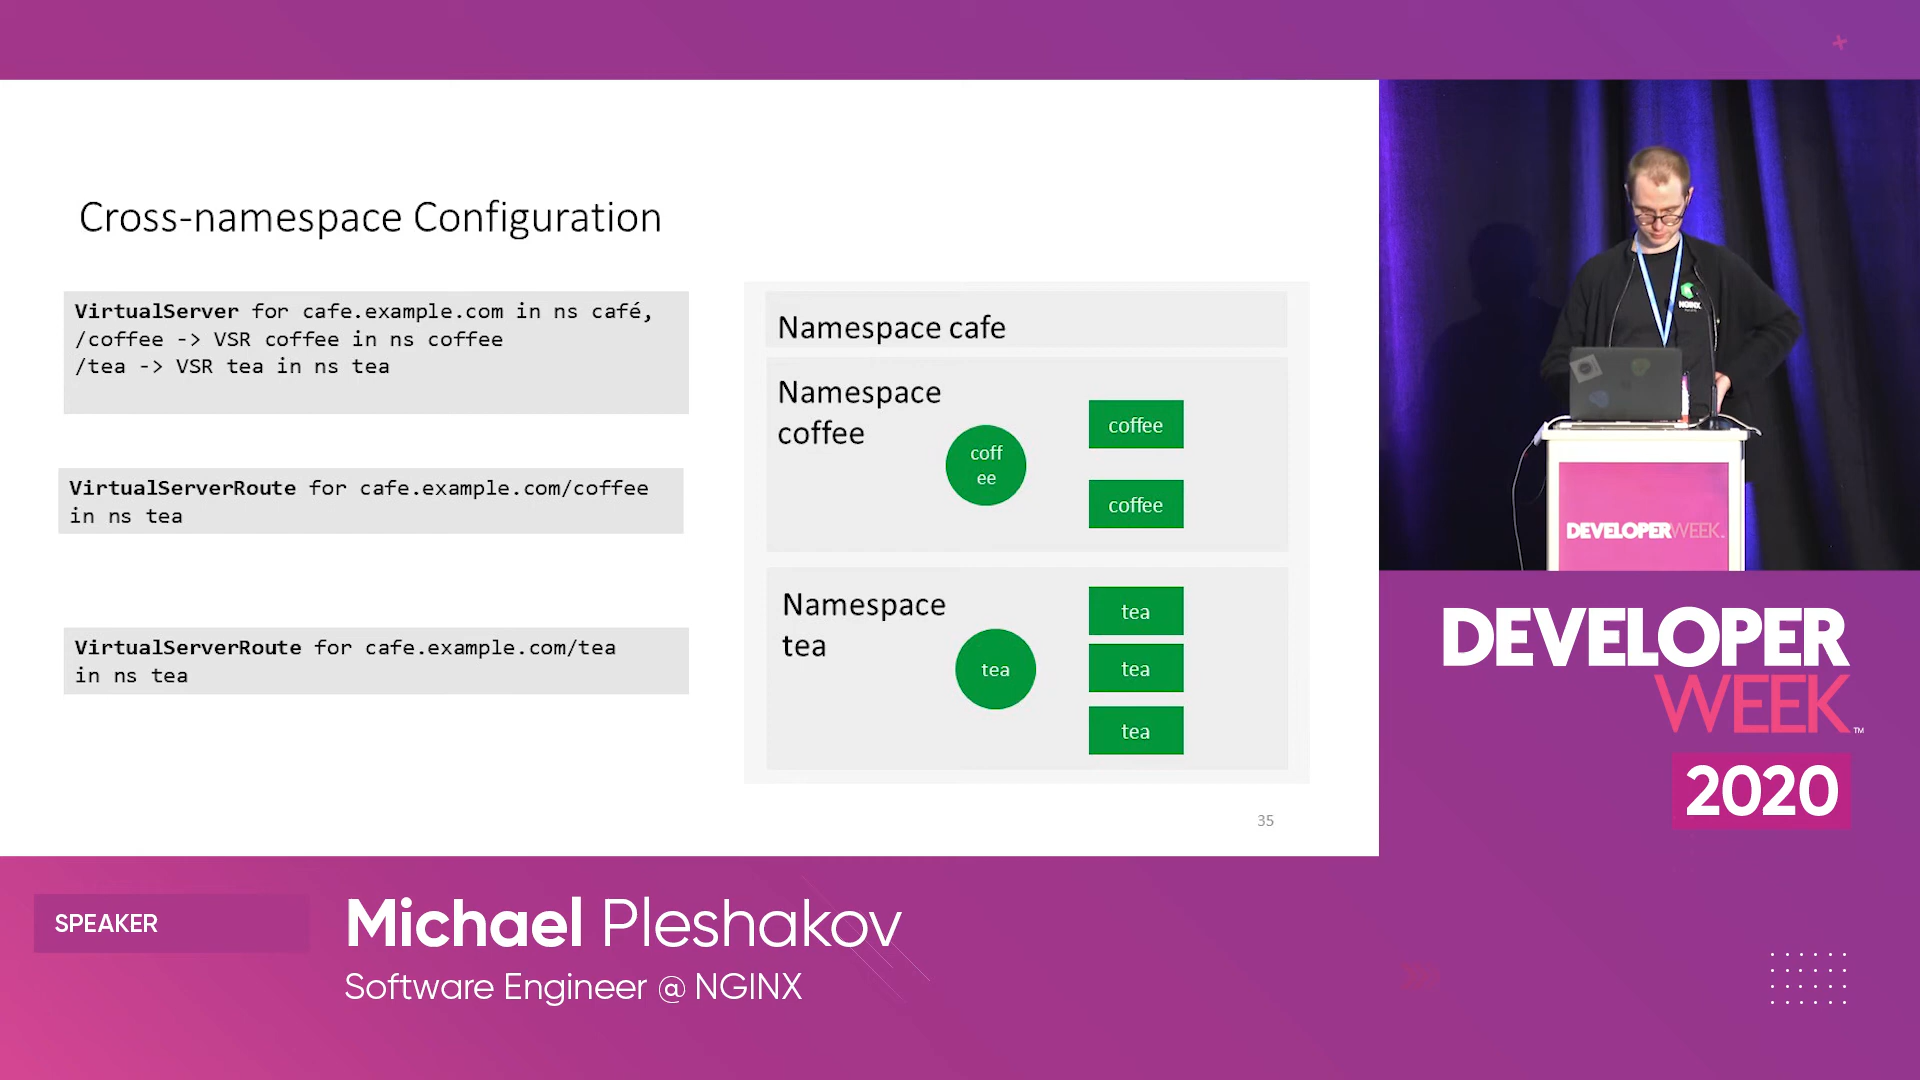 Cross-namespace Configuration
VirtualServer for cafe.example.com in ns café,
/coffee -> VSR coffee in ns coffee
/tea -> VSR tea in ns tea
VirtualServerRoute for cafe.example.com/coffee
in ns tea
VirtualServerRoute for cafe.example.com/tea
in ns tea
Namespace cafe
Namespace
coffee
coff
ee
coffee
coffee
Namespace
tea
tea
tea
tea
tea
35
NGINX
DEVELOPERWEEK.
DEVELOPER
WEEK™
2020
SPEAKER
Michael Pleshakov
Software Engineer @ NGINX